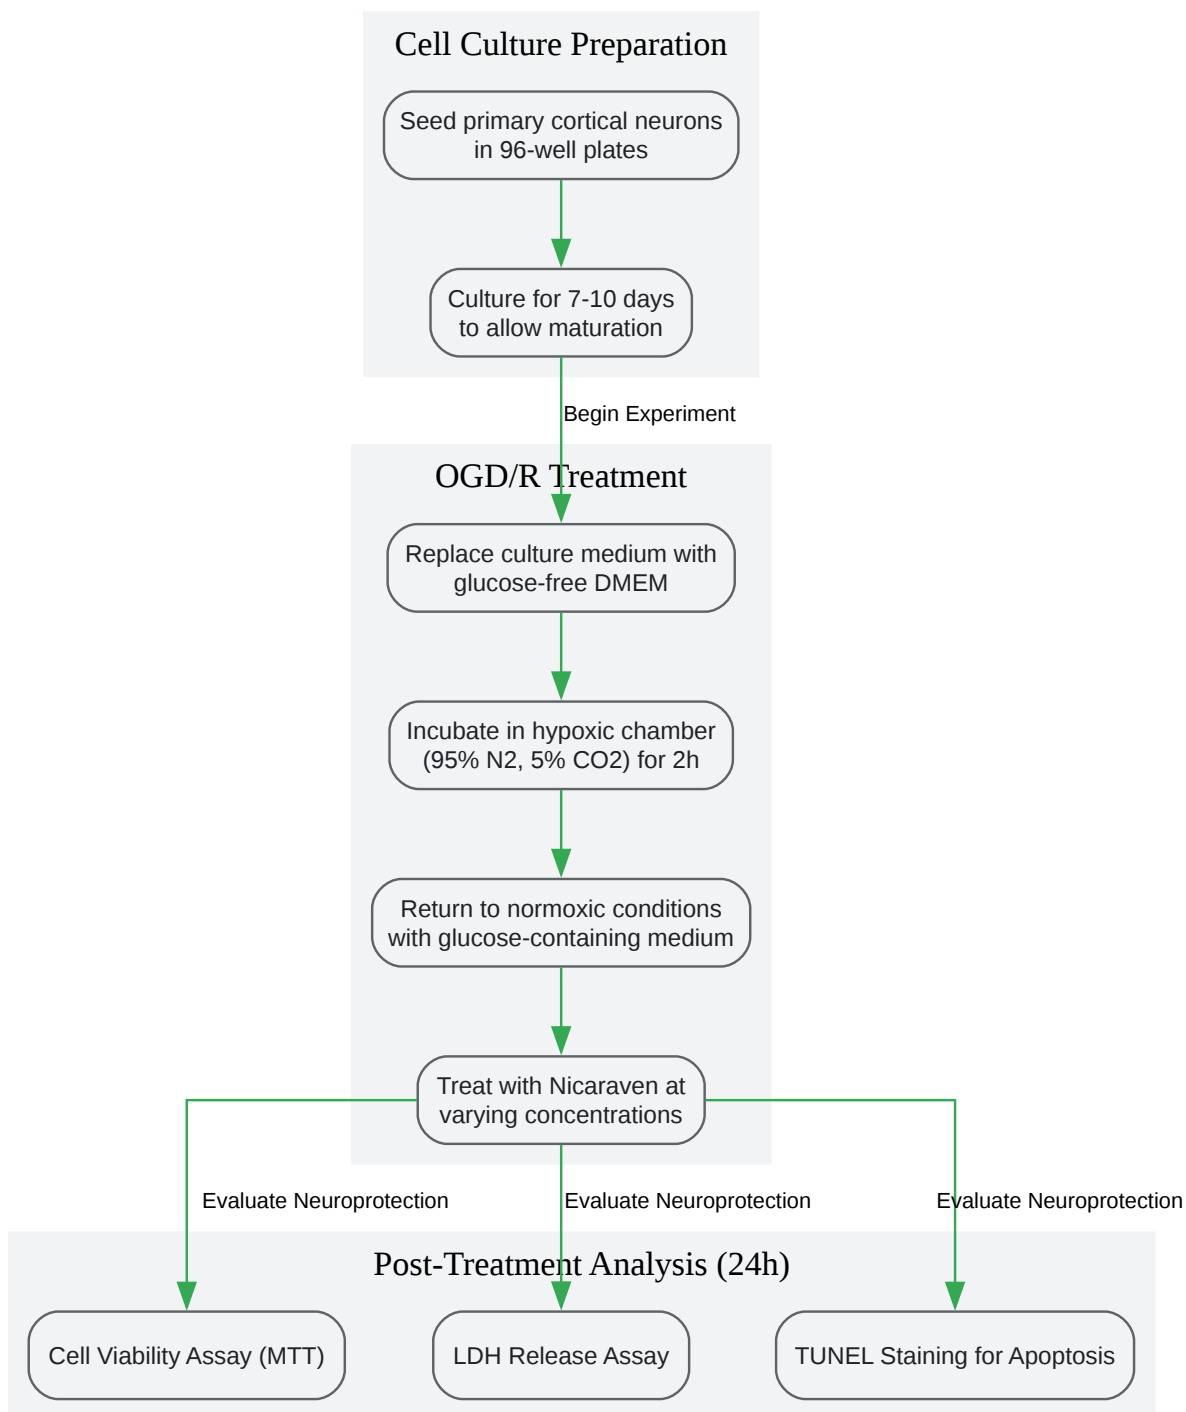 Cell Culture Preparation
Seed primary cortical neurons
in 96-well plates
Culture for 7-10 days
to allow maturation
Begin Experiment
OGD/R Treatment
Replace culture medium with
glucose-free DMEM
Incubate in hypoxic chamber
(95% N2, 5% CO2) for 2h
Return to normoxic conditions
with glucose-containing medium
Treat with Nicaraven at
varying concentrations
Evaluate Neuroprotection
Evaluate Neuroprotection
Evaluate Neuroprotection
Post-Treatment Analysis (24h)
Cell Viability Assay (MTT)
LDH Release Assay
TUNEL Staining for Apoptosis